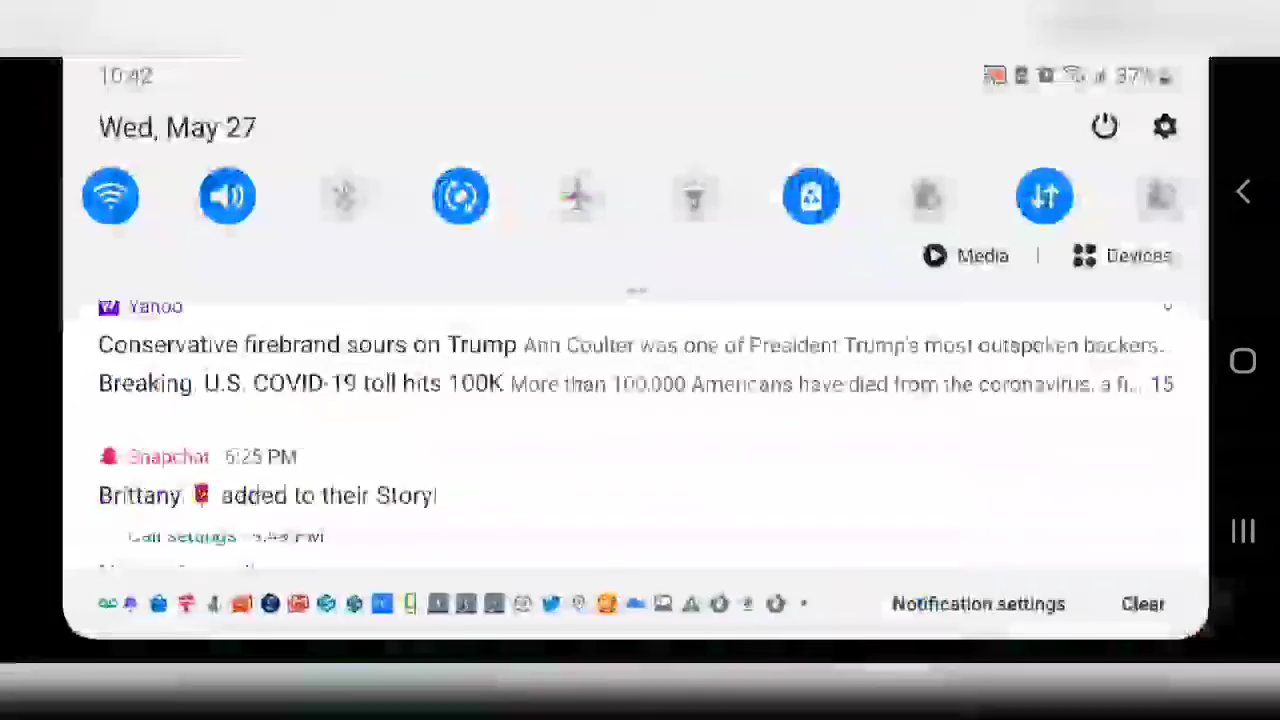 10:42
37%
Wed, May 27
Media | Devices
Yahoo
Conservative firebrand sours on Trump Ann Coulter was one of President Trump's most outspoken backers.
Breaking: U.S. COVID-19 toll hits 100K More than 100,000 Americans have died from the coronavirus, a fi... 15
Snapchat 6:25 PM
Brittany added to their Story!
Call settings
Notification settings Clear